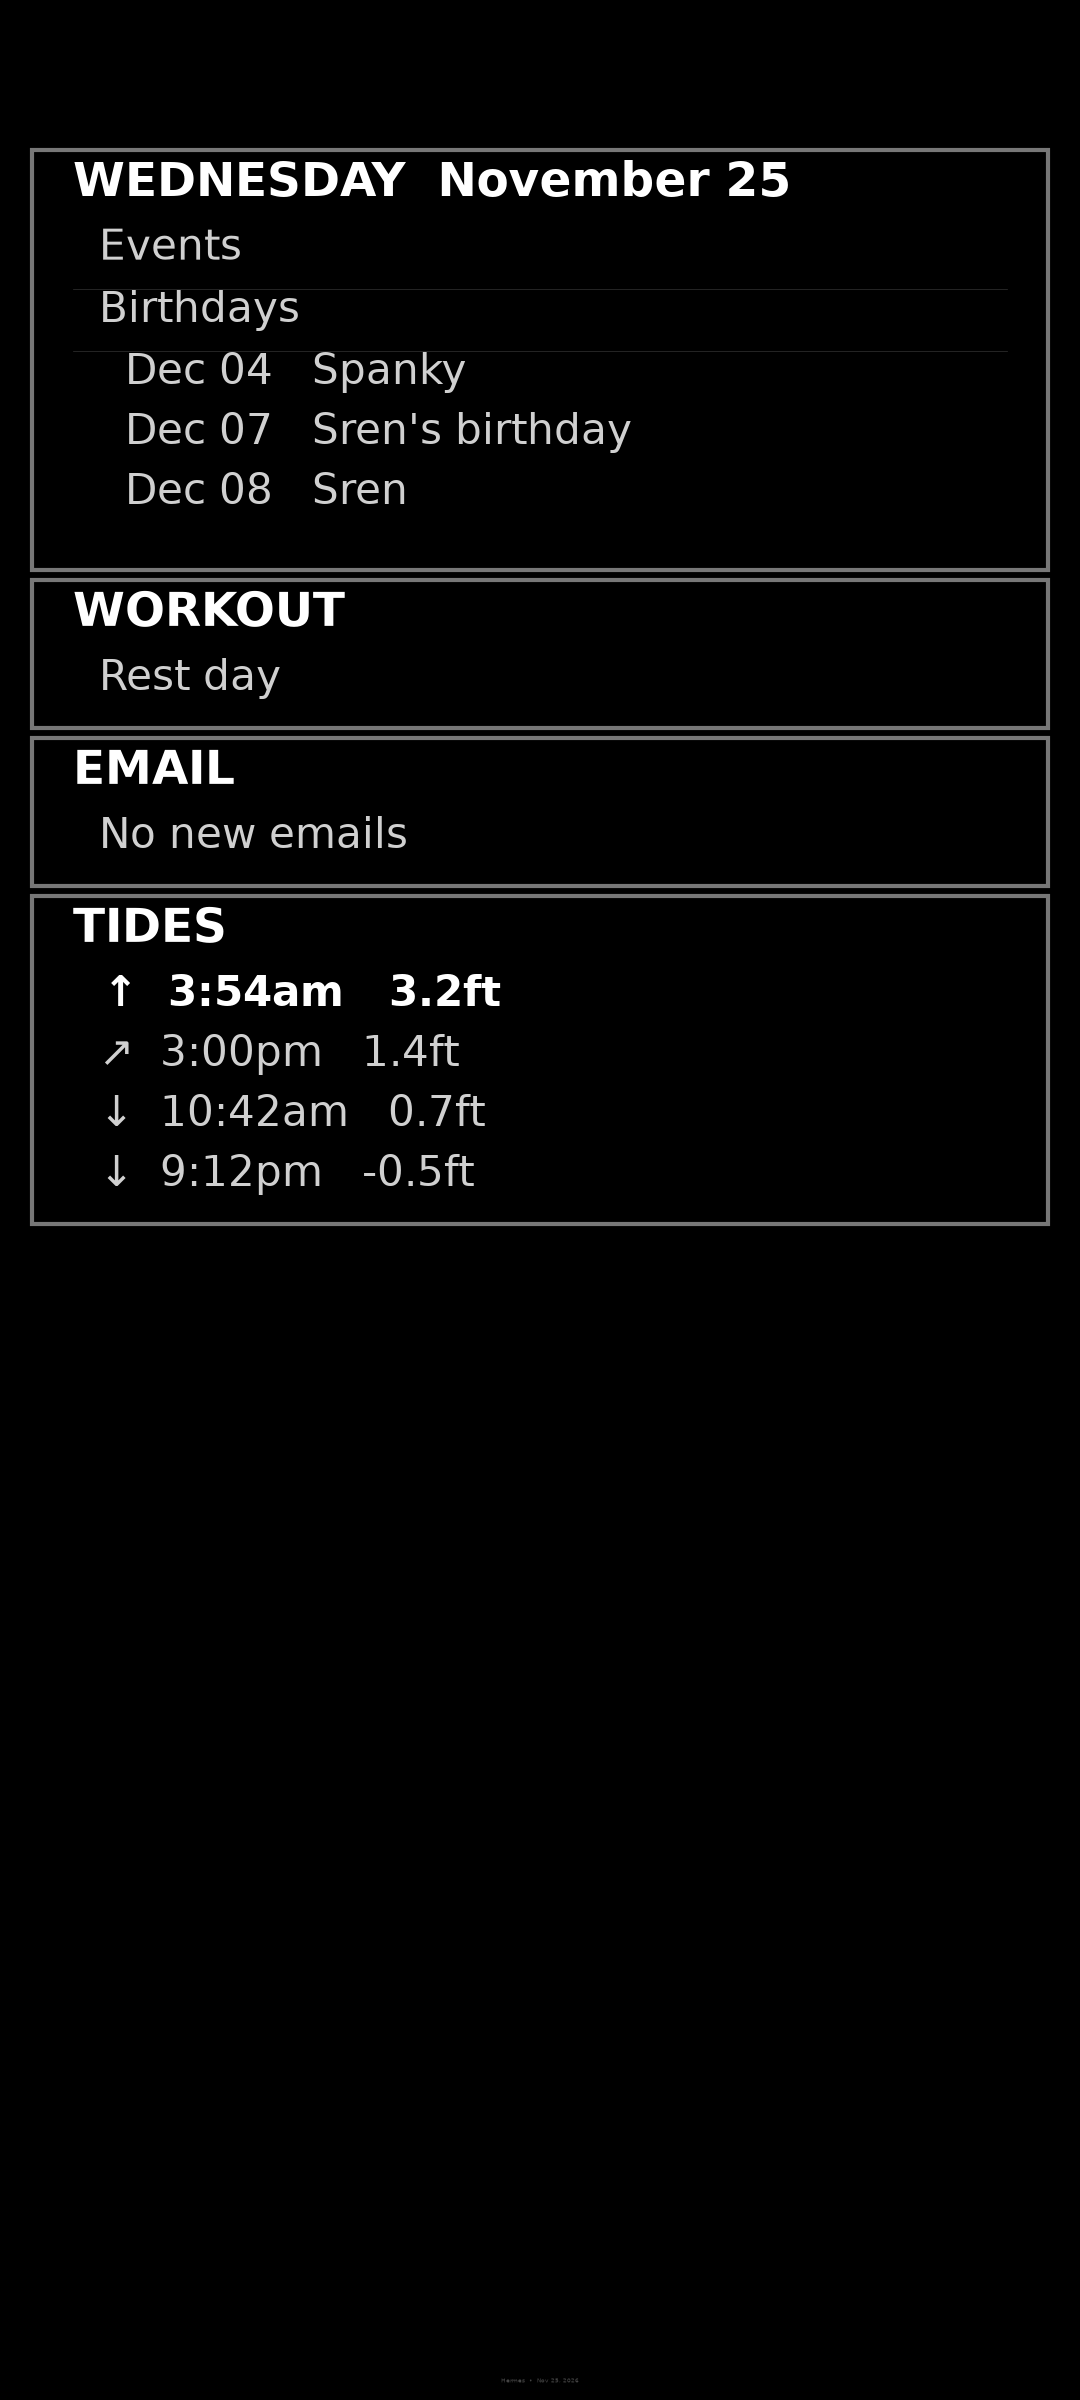 WEDNESDAY  November 25
Events
Birthdays
Dec 04   Spanky
Dec 07   Sren's birthday
Dec 08   Sren
WORKOUT
Rest day
EMAIL
No new emails
TIDES
↑  3:54am   3.2ft
↗  3:00pm   1.4ft
↓  10:42am   0.7ft
↓  9:12pm   -0.5ft